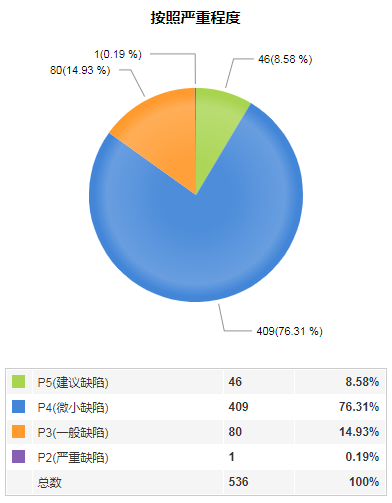 按照严重程度
1(0.19 %)
46(8.58 %)
80(14.93 %)
409(76.31 %)
P5(建议缺陷) 46 8.58%
P4(微小缺陷) 409 76.31%
P3(一般缺陷) 80 14.93%
P2(严重缺陷) 1 0.19%
总数 536 100%